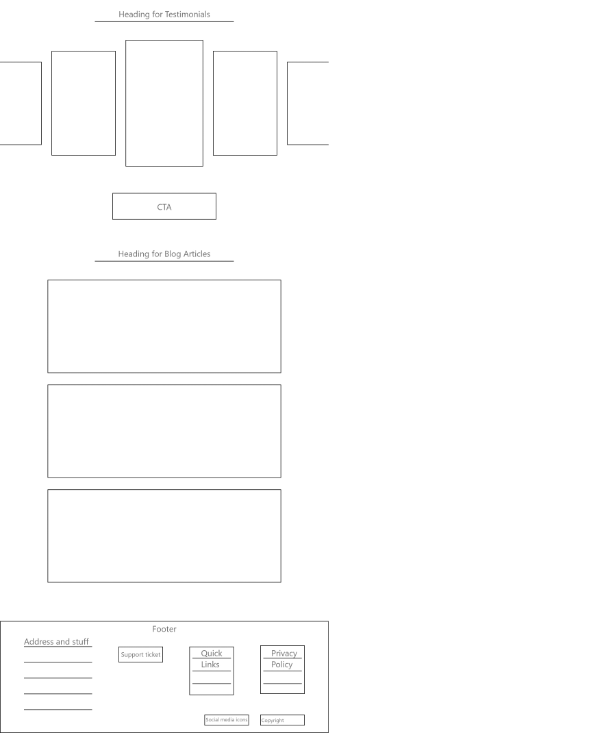 Heading for Testimonials
CTA
Heading for Blog Articles
Footer
Address and stuff
Support ticket
Quick
Links
Privacy
Policy
Social media icons
Copyright